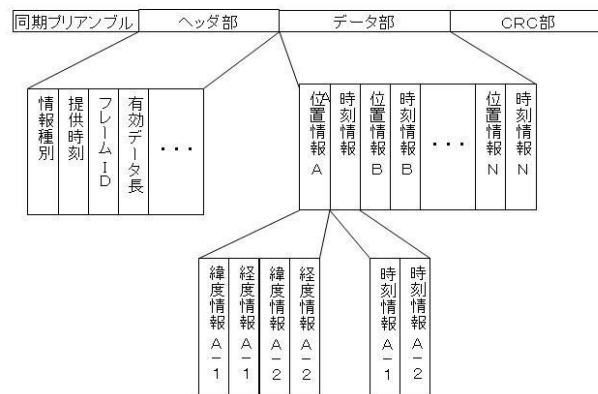 同期プリアンブル
ヘッダ部
データ部
CRC部
情報種別
提供時刻
フレームID
有効データ長
・・・
位置情報A
A
時刻情報
位置情報B
時刻情報B
・・・
位置情報N
時刻情報N
緯度情報A-1
経度情報A-1
緯度情報A-2
経度情報A-2
時刻情報A-1
時刻情報A-2